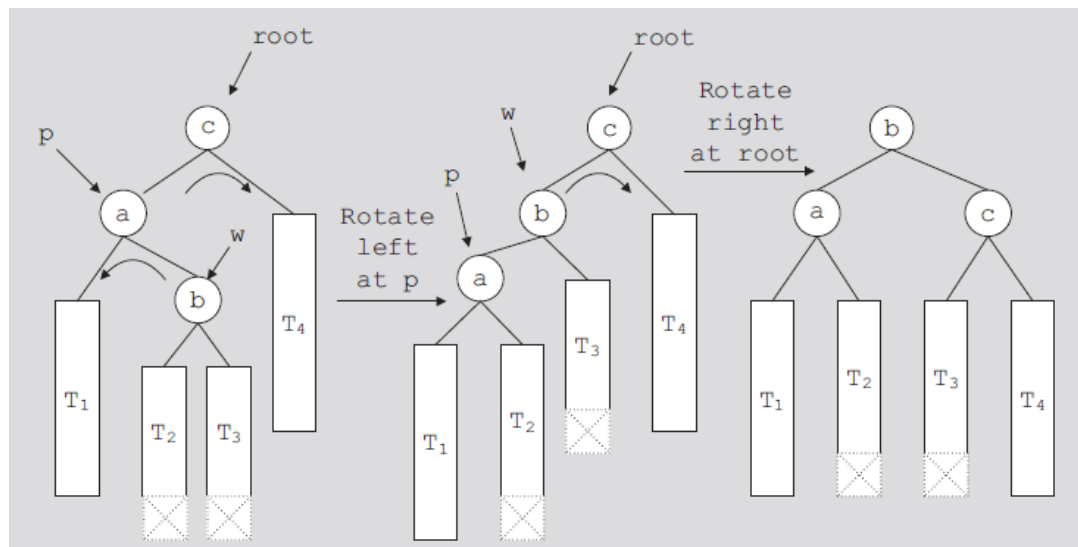 root
c
p
a
w
b
T₁
T₂
T₃
T₄
Rotate
left
at p
root
w
c
p
b
a
T₁
T₂
T₃
T₄
Rotate
right
at root
b
a
c
T₁
T₂
T₃
T₄